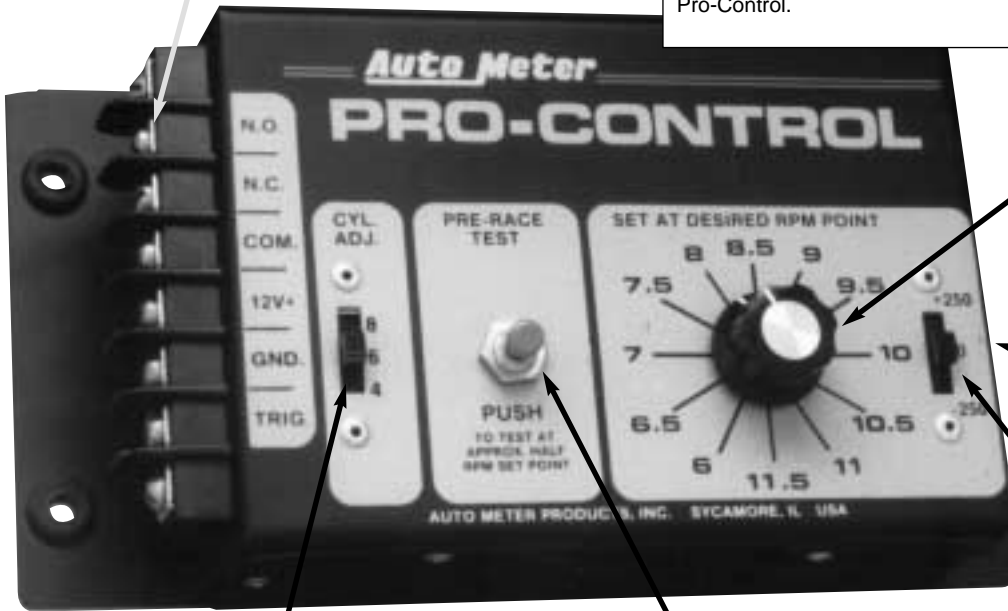 Pro-Control.
Auto Meter
PRO-CONTROL
N.O.
N.C.
COM.
12V+
GND.
TRIG
CYL.
ADJ.
8
6
4
PRE-RACE
TEST
PUSH
TO TEST AT
APPROX. HALF
RPM SET POINT
SET AT DESIRED RPM POINT
8.5
8
9
7.5
9.5
7
10
6.5
10.5
6
11
11.5
+250
0
-250
AUTO METER PRODUCTS, INC. SYCAMORE, IL USA